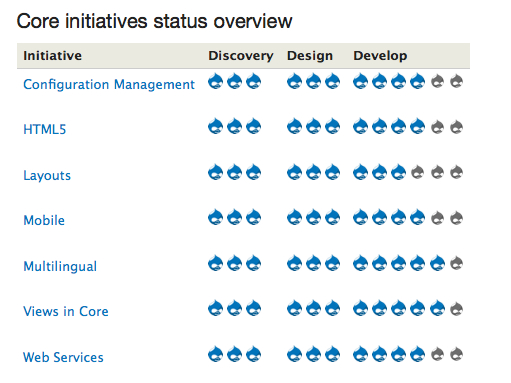 Core initiatives status overview
Initiative Discovery Design Develop
Configuration Management
HTML5
Layouts
Mobile
Multilingual
Views in Core
Web Services